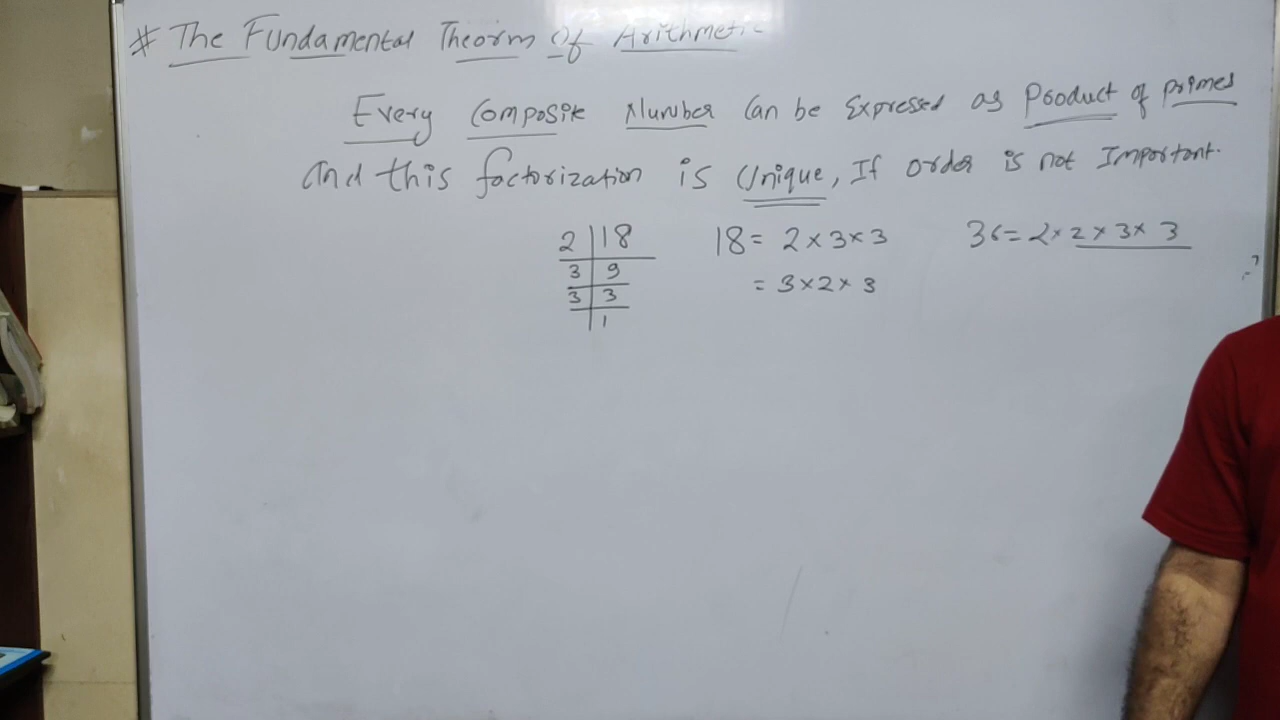 # The Fundamental Theorm Of Arithmetic
Every Composite Number Can be Expressed as Product of primes
And this factorization is Unique, If order is not Important.
2 | 18
3 | 9
3 | 3
1
18 = 2 × 3 × 3
= 3 × 2 × 3
36 = 2 × 2 × 3 × 3